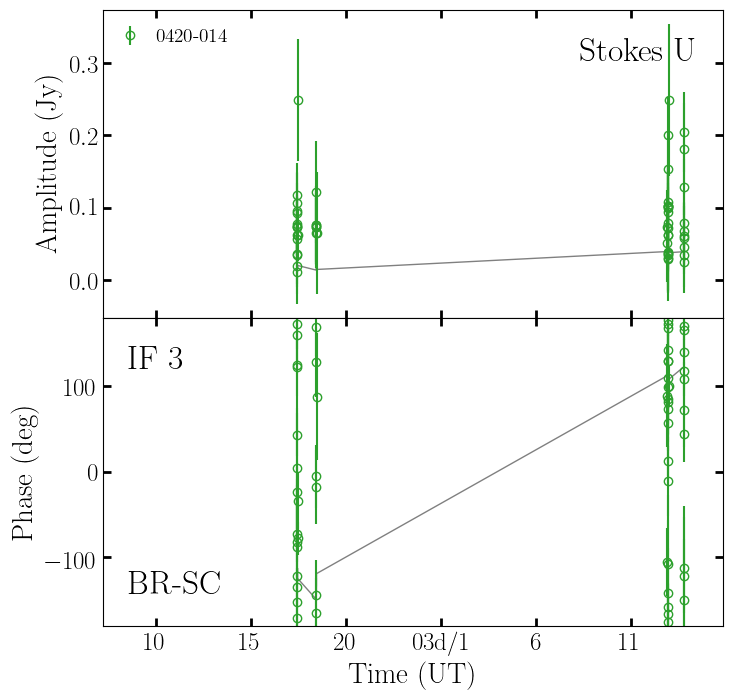 0420-014
Stokes U
Amplitude (Jy)
0.3
0.2
0.1
0.0
IF 3
BR-SC
Phase (deg)
100
0
−100
10 15 20 03d/1 6 11
Time (UT)